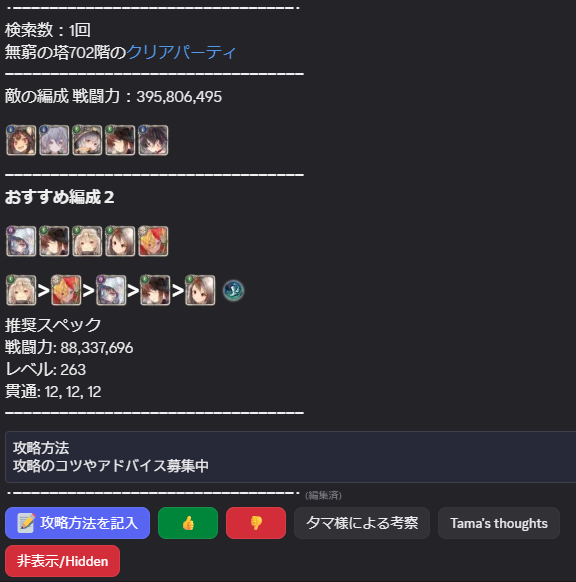 検索数：1回
無窮の塔702階のクリアパーティ
敵の編成 戦闘力：395,806,495
おすすめ編成２
>>>>
推奨スペック
戦闘力: 88,337,696
レベル: 263
貫通: 12, 12, 12
攻略方法
攻略のコツやアドバイス募集中
(編集済)
攻略方法を記入 タマ様による考察 Tama's thoughts
非表示/Hidden